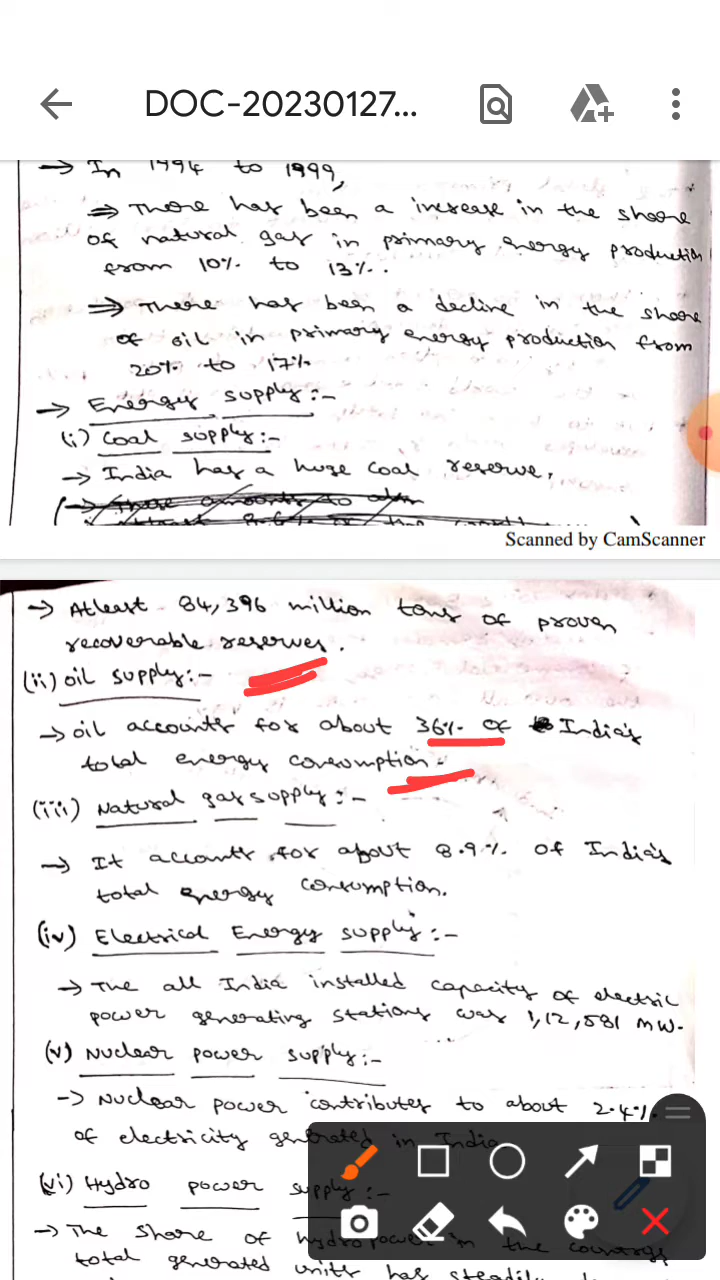 DOC-20230127...
→ In 1994 to 1999,
⇒ There has been a increase in the share
of natural gas in primary energy production
from 10% to 13%.
⇒ There has been a decline in the share
of oil in primary energy production from
20% to 17%
→ Energy supply:-
(i) Coal supply:-
→ India has a huge coal reserve.
Scanned by CamScanner
→ Atleast 84,396 million tons of proven
recoverable reserves.
(ii) oil supply:-
→ oil accounts for about 36% of India's
total energy consumption.
(iii) Natural gas supply:-
→ It accounts for about 8.9% of India's
total energy consumption.
(iv) Electrical Energy supply:-
→ The all India installed capacity of electric
power generating stations was 1,12,581 MW.
(v) Nuclear power supply:-
→ Nuclear power contributes to about 2.4%
of electricity generated in India
(vi) Hydro power supply:-
→ The share of hydropower in the country's
total generated units has steadily